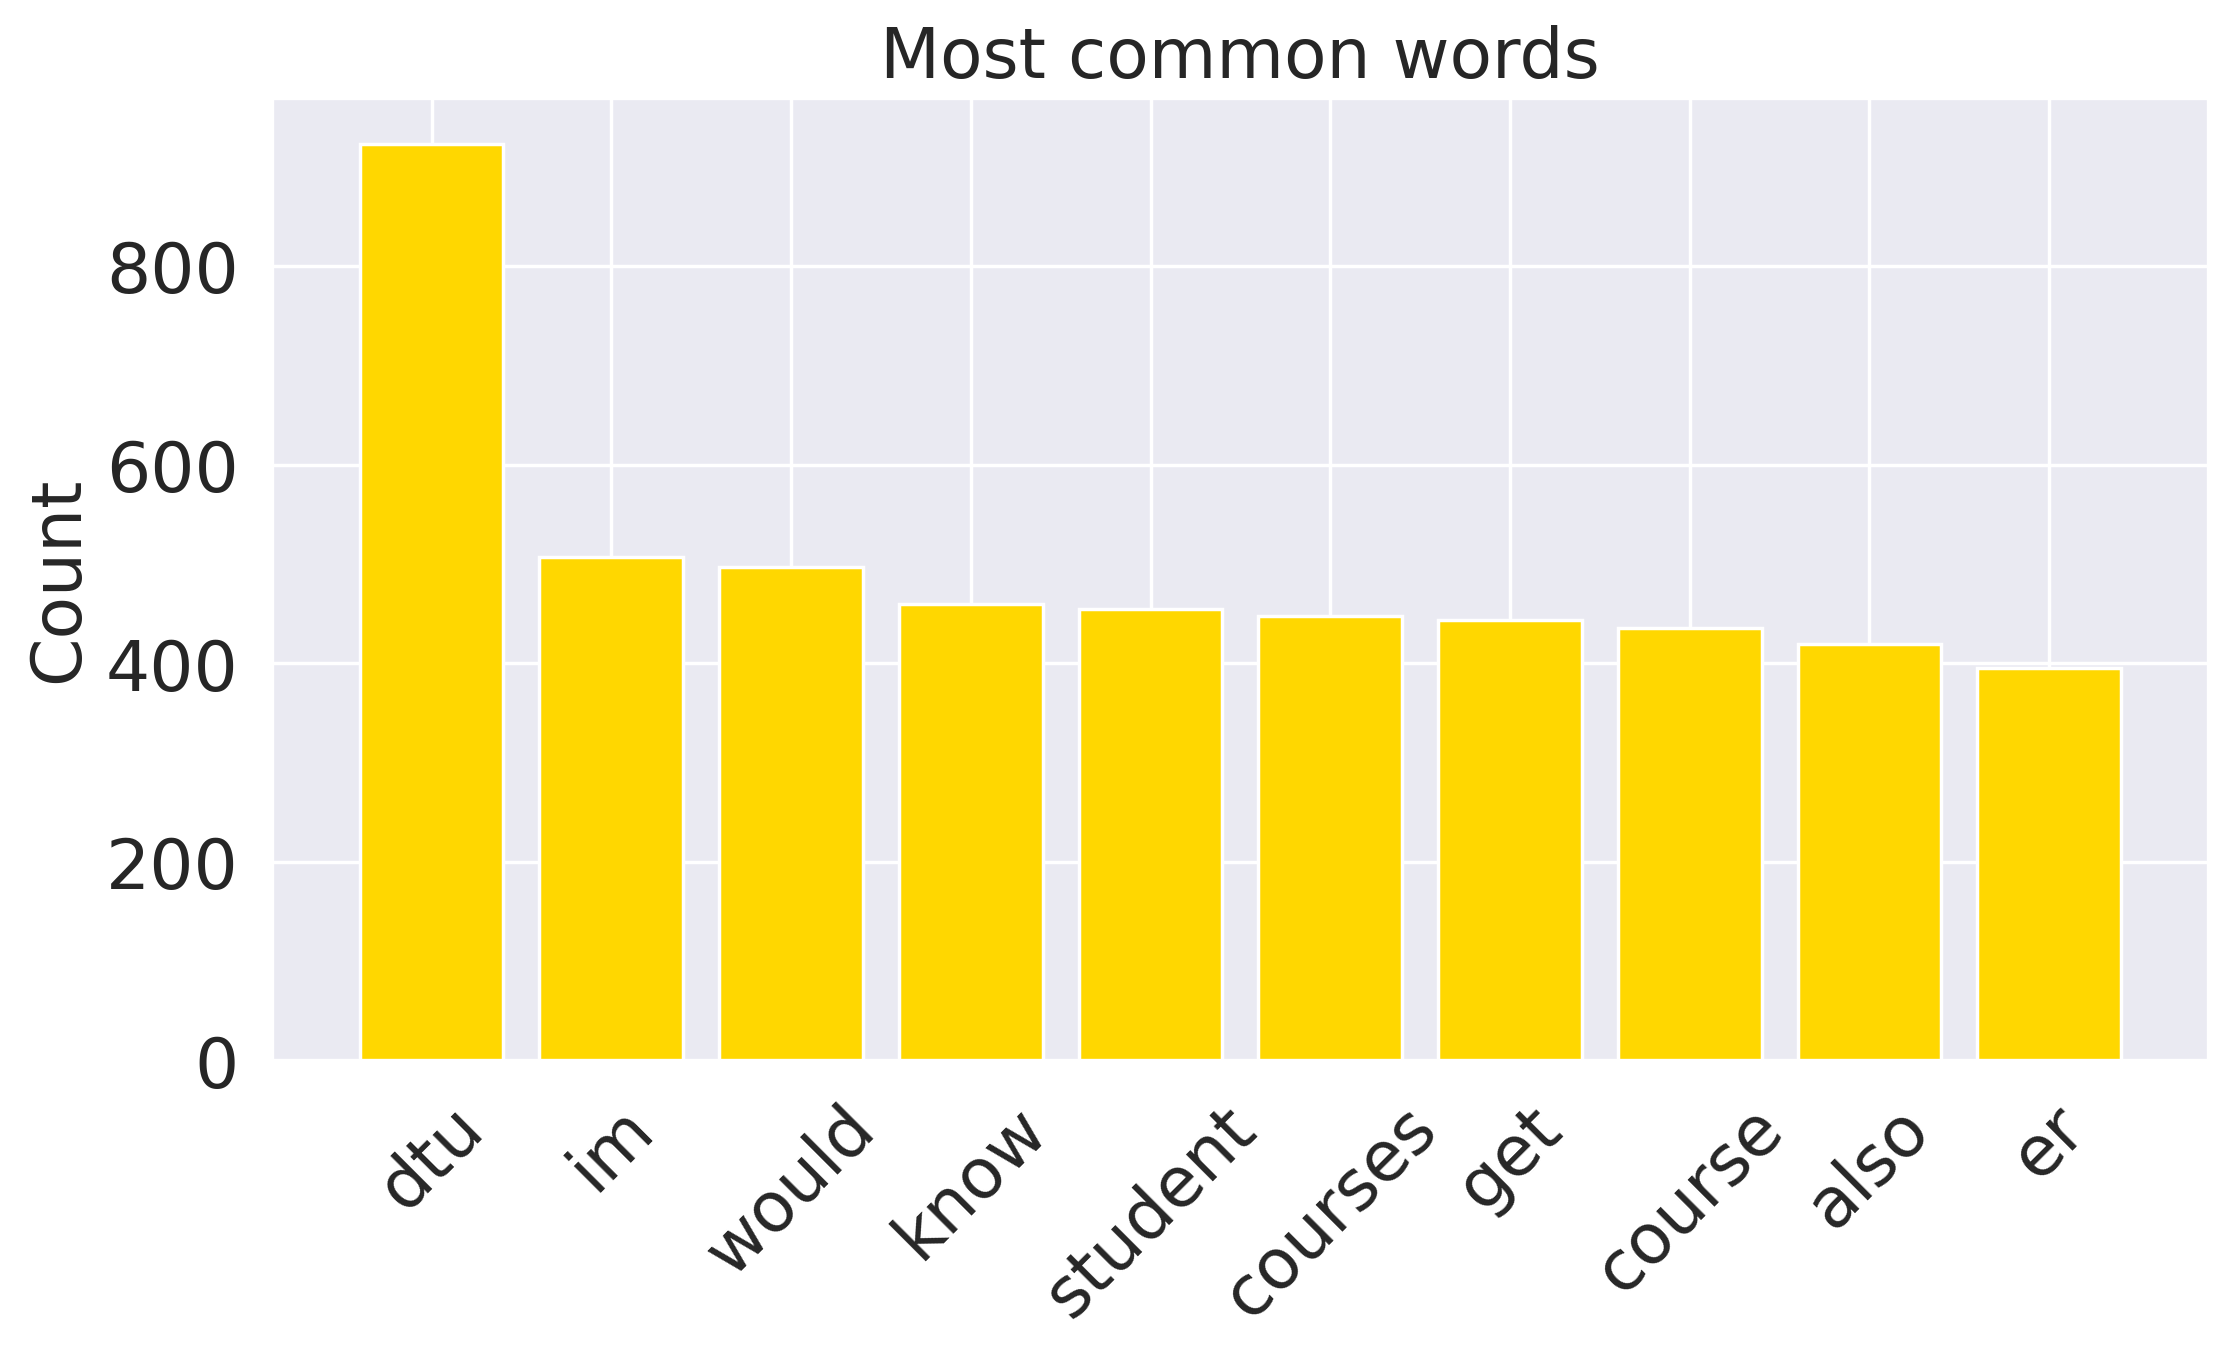 Most common words
Count
800
600
400
200
0
dtu
im
would
know
student
courses
get
course
also
er